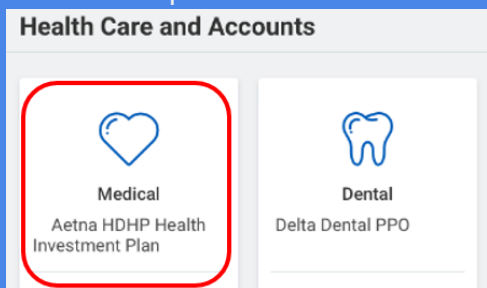 Health Care and Accounts
Medical
Aetna HDHP Health
Investment Plan
Dental
Delta Dental PPO